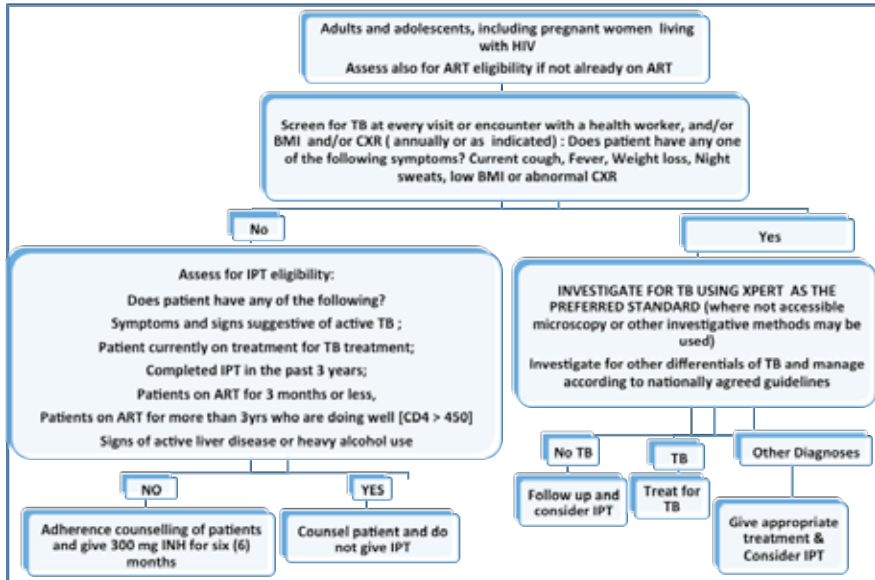 Adults and adolescents, including pregnant women living
with HIV
Assess also for ART eligibility if not already on ART
Screen for TB at every visit or encounter with a health worker, and/or
BMI and/or CXR ( annually or as indicated) : Does patient have any one
of the following symptoms? Current cough, Fever, Weight loss, Night
sweats, low BMI or abnormal CXR
No
Assess for IPT eligibility:
Does patient have any of the following?
Symptoms and signs suggestive of active TB ;
Patient currently on treatment for TB treatment;
Completed IPT in the past 3 years;
Patients on ART for 3 months or less,
Patients on ART for more than 3yrs who are doing well [CD4 > 450]
Signs of active liver disease or heavy alcohol use
NO
Adherence counselling of patients
and give 300 mg INH for six (6)
months
YES
Counsel patient and do
not give IPT
Yes
INVESTIGATE FOR TB USING XPERT AS THE
PREFERRED STANDARD (where not accessible
microscopy or other investigative methods may be
used)
Investigate for other differentials of TB and manage
according to nationally agreed guidelines
No TB
Follow up and
consider IPT
TB
Treat for
TB
Other Diagnoses
Give appropriate
treatment &
Consider IPT